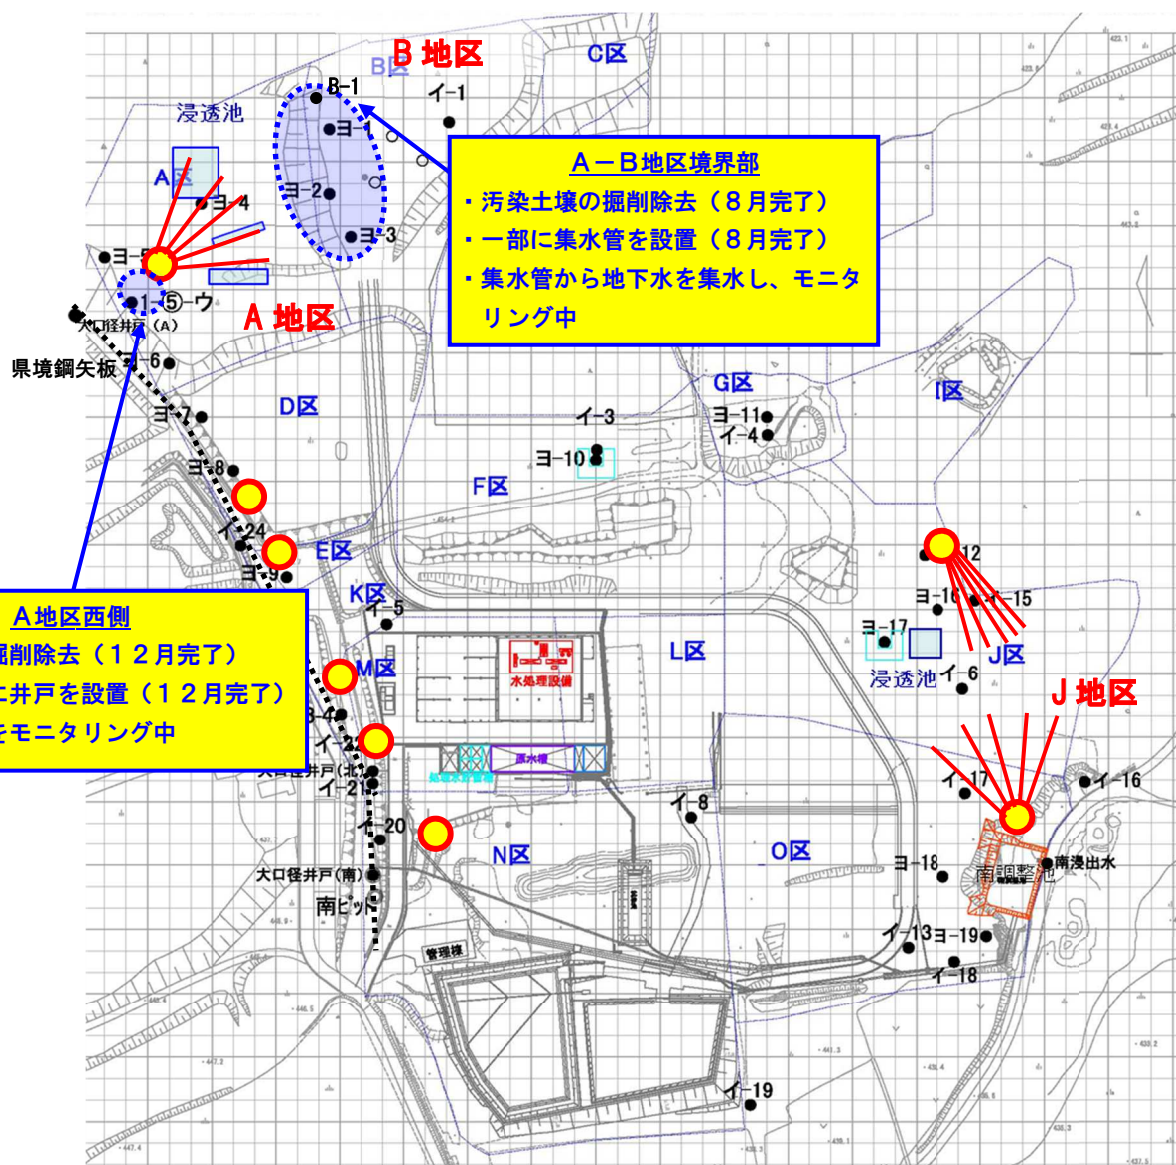 B区
B 地区
C区
B-1
イ-1
浸透池
ヨ-1
A-B地区境界部
・汚染土壌の掘削除去（８月完了）
・一部に集水管を設置（８月完了）
・集水管から地下水を集水し、モニタ
リング中
A区
ヨ-2
ヨ-4
ヨ-3
ヨ-5
1-⑤-ウ
A 地区
大口径井戸（A）
県境鋼矢板
ヨ-6
D区
G区
I区
ヨ-7
イ-3
ヨ-11
イ-4
ヨ-10
ヨ-8
F区
イ-24
E区
12
ヨ-9
K区
イ-5
ヨ-16
イ-15
A地区西側
掘削除去（１２月完了）
に井戸を設置（１２月完了）
をモニタリング中
ヨ-17
L区
J区
M区
水処理設備
浸透池
イ-6
J 地区
3-4
イ-22
大口径井戸(北)
原水槽
イ-21
イ-17
イ-16
イ-8
イ-20
N区
O区
大口径井戸(南)
ヨ-18
南調整池
南浸出水
南ピット
管理棟
イ-13
ヨ-19
イ-18
イ-19